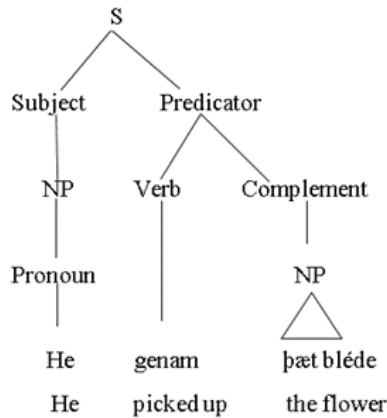 S
Subject Predicator
NP Verb Complement
Pronoun NP
He genam þæt bléde
He picked up the flower